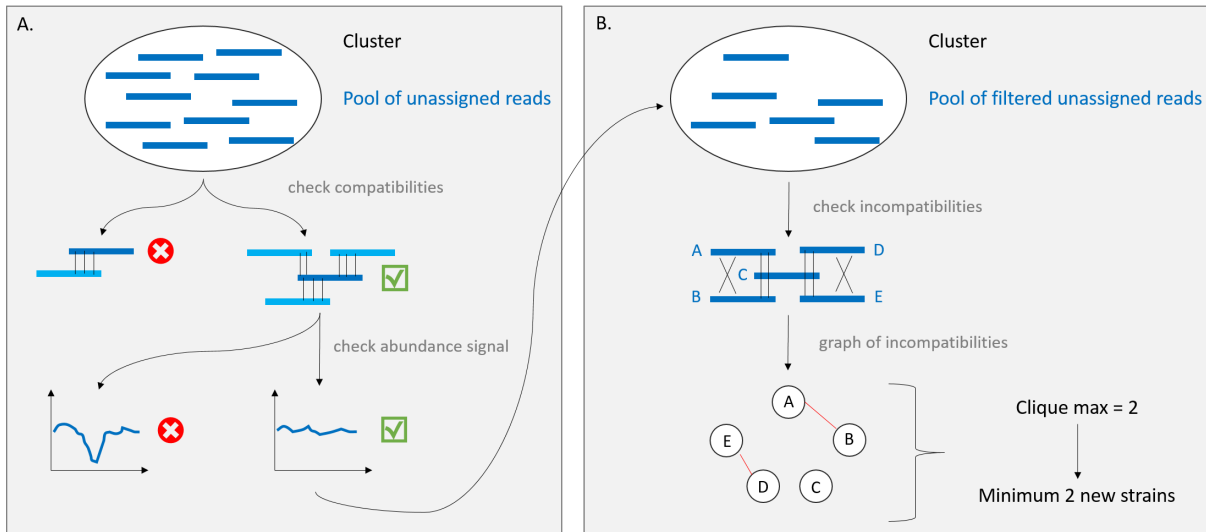 A.
Cluster
Pool of unassigned reads
check compatibilities
check abundance signal
B.
Cluster
Pool of filtered unassigned reads
check incompatibilities
A
D
C
B
E
graph of incompatibilities
A
E
B
D
C
Clique max = 2
Minimum 2 new strains